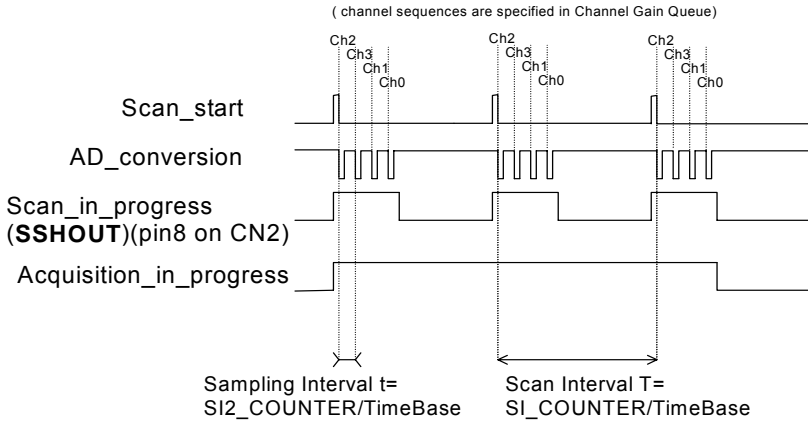 ( channel sequences are specified in Channel Gain Queue)
Ch2 Ch2 Ch2
Ch3 Ch3 Ch3
Ch1 Ch1 Ch1
Ch0 Ch0 Ch0
Scan_start
AD_conversion
Scan_in_progress
(SSHOUT)(pin8 on CN2)
Acquisition_in_progress
Sampling Interval t=
SI2_COUNTER/TimeBase
Scan Interval T=
SI_COUNTER/TimeBase